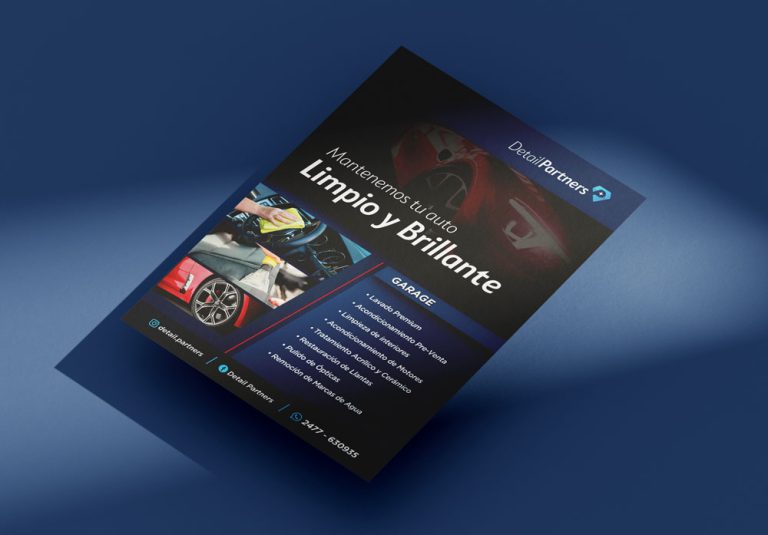 DetailPartners
Mantenemos tu auto
Limpio y Brillante
GARAGE
• Lavado Premium
• Acondicionamiento Pre-Venta
• Limpieza de interiores
• Acondicionamiento de Motores
• Tratamiento Acrílico y Cerámico
• Restauración de Llantas
• Pulido de Ópticas
• Remoción de Marcas de Agua
detail.partners / Detail Partners / 2477 - 630935